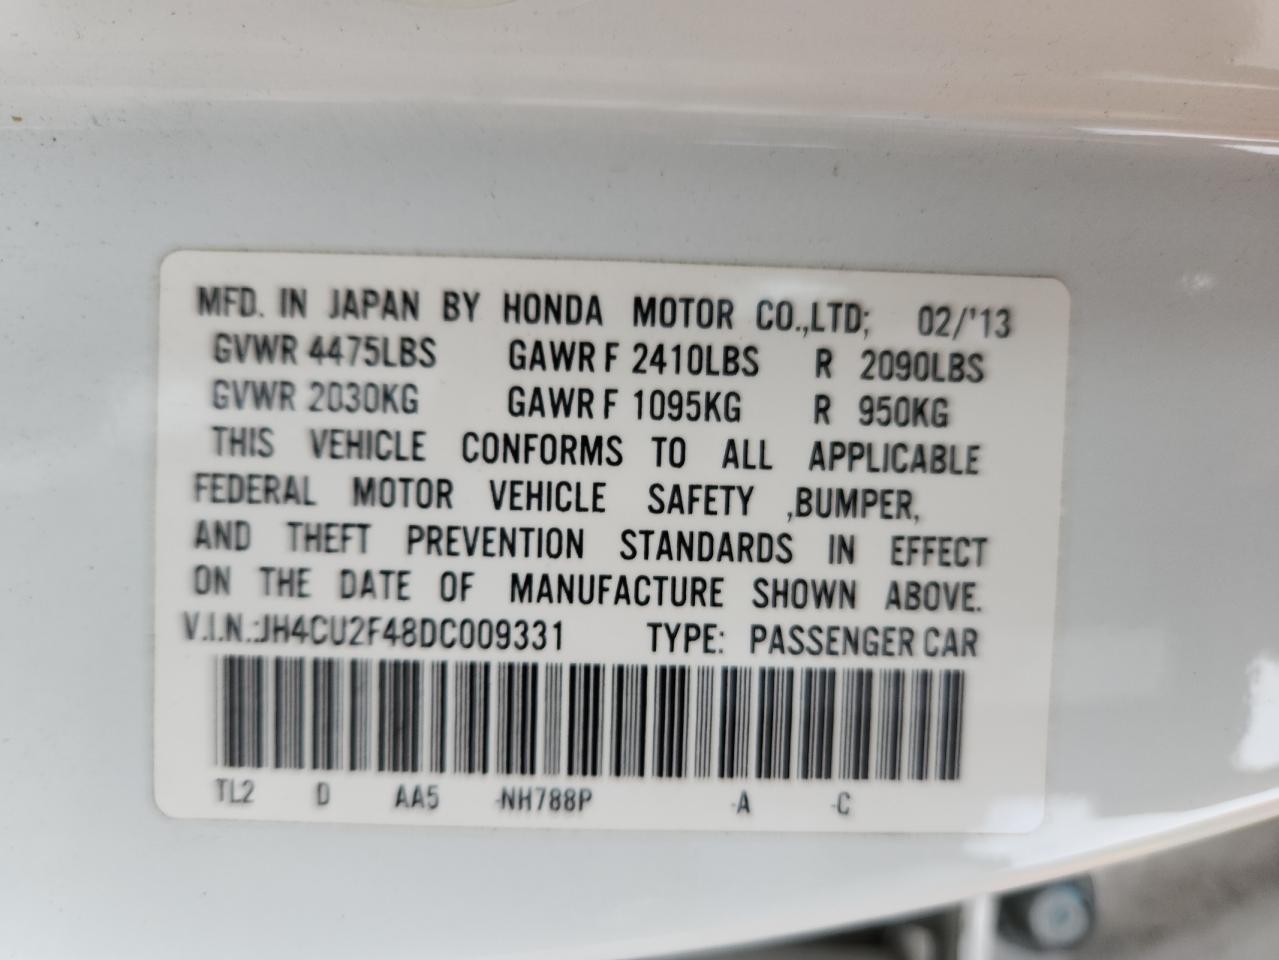 MFD. IN JAPAN BY HONDA MOTOR CO.,LTD; 02/'13
GVWR 4475LBS GAWR F 2410LBS R 2090LBS
GVWR 2030KG GAWR F 1095KG R 950KG
THIS VEHICLE CONFORMS TO ALL APPLICABLE
FEDERAL MOTOR VEHICLE SAFETY ,BUMPER,
AND THEFT PREVENTION STANDARDS IN EFFECT
ON THE DATE OF MANUFACTURE SHOWN ABOVE.
V.I.N.:JH4CU2F48DC009331 TYPE: PASSENGER CAR
TL2 D AA5 -NH788P -A -C